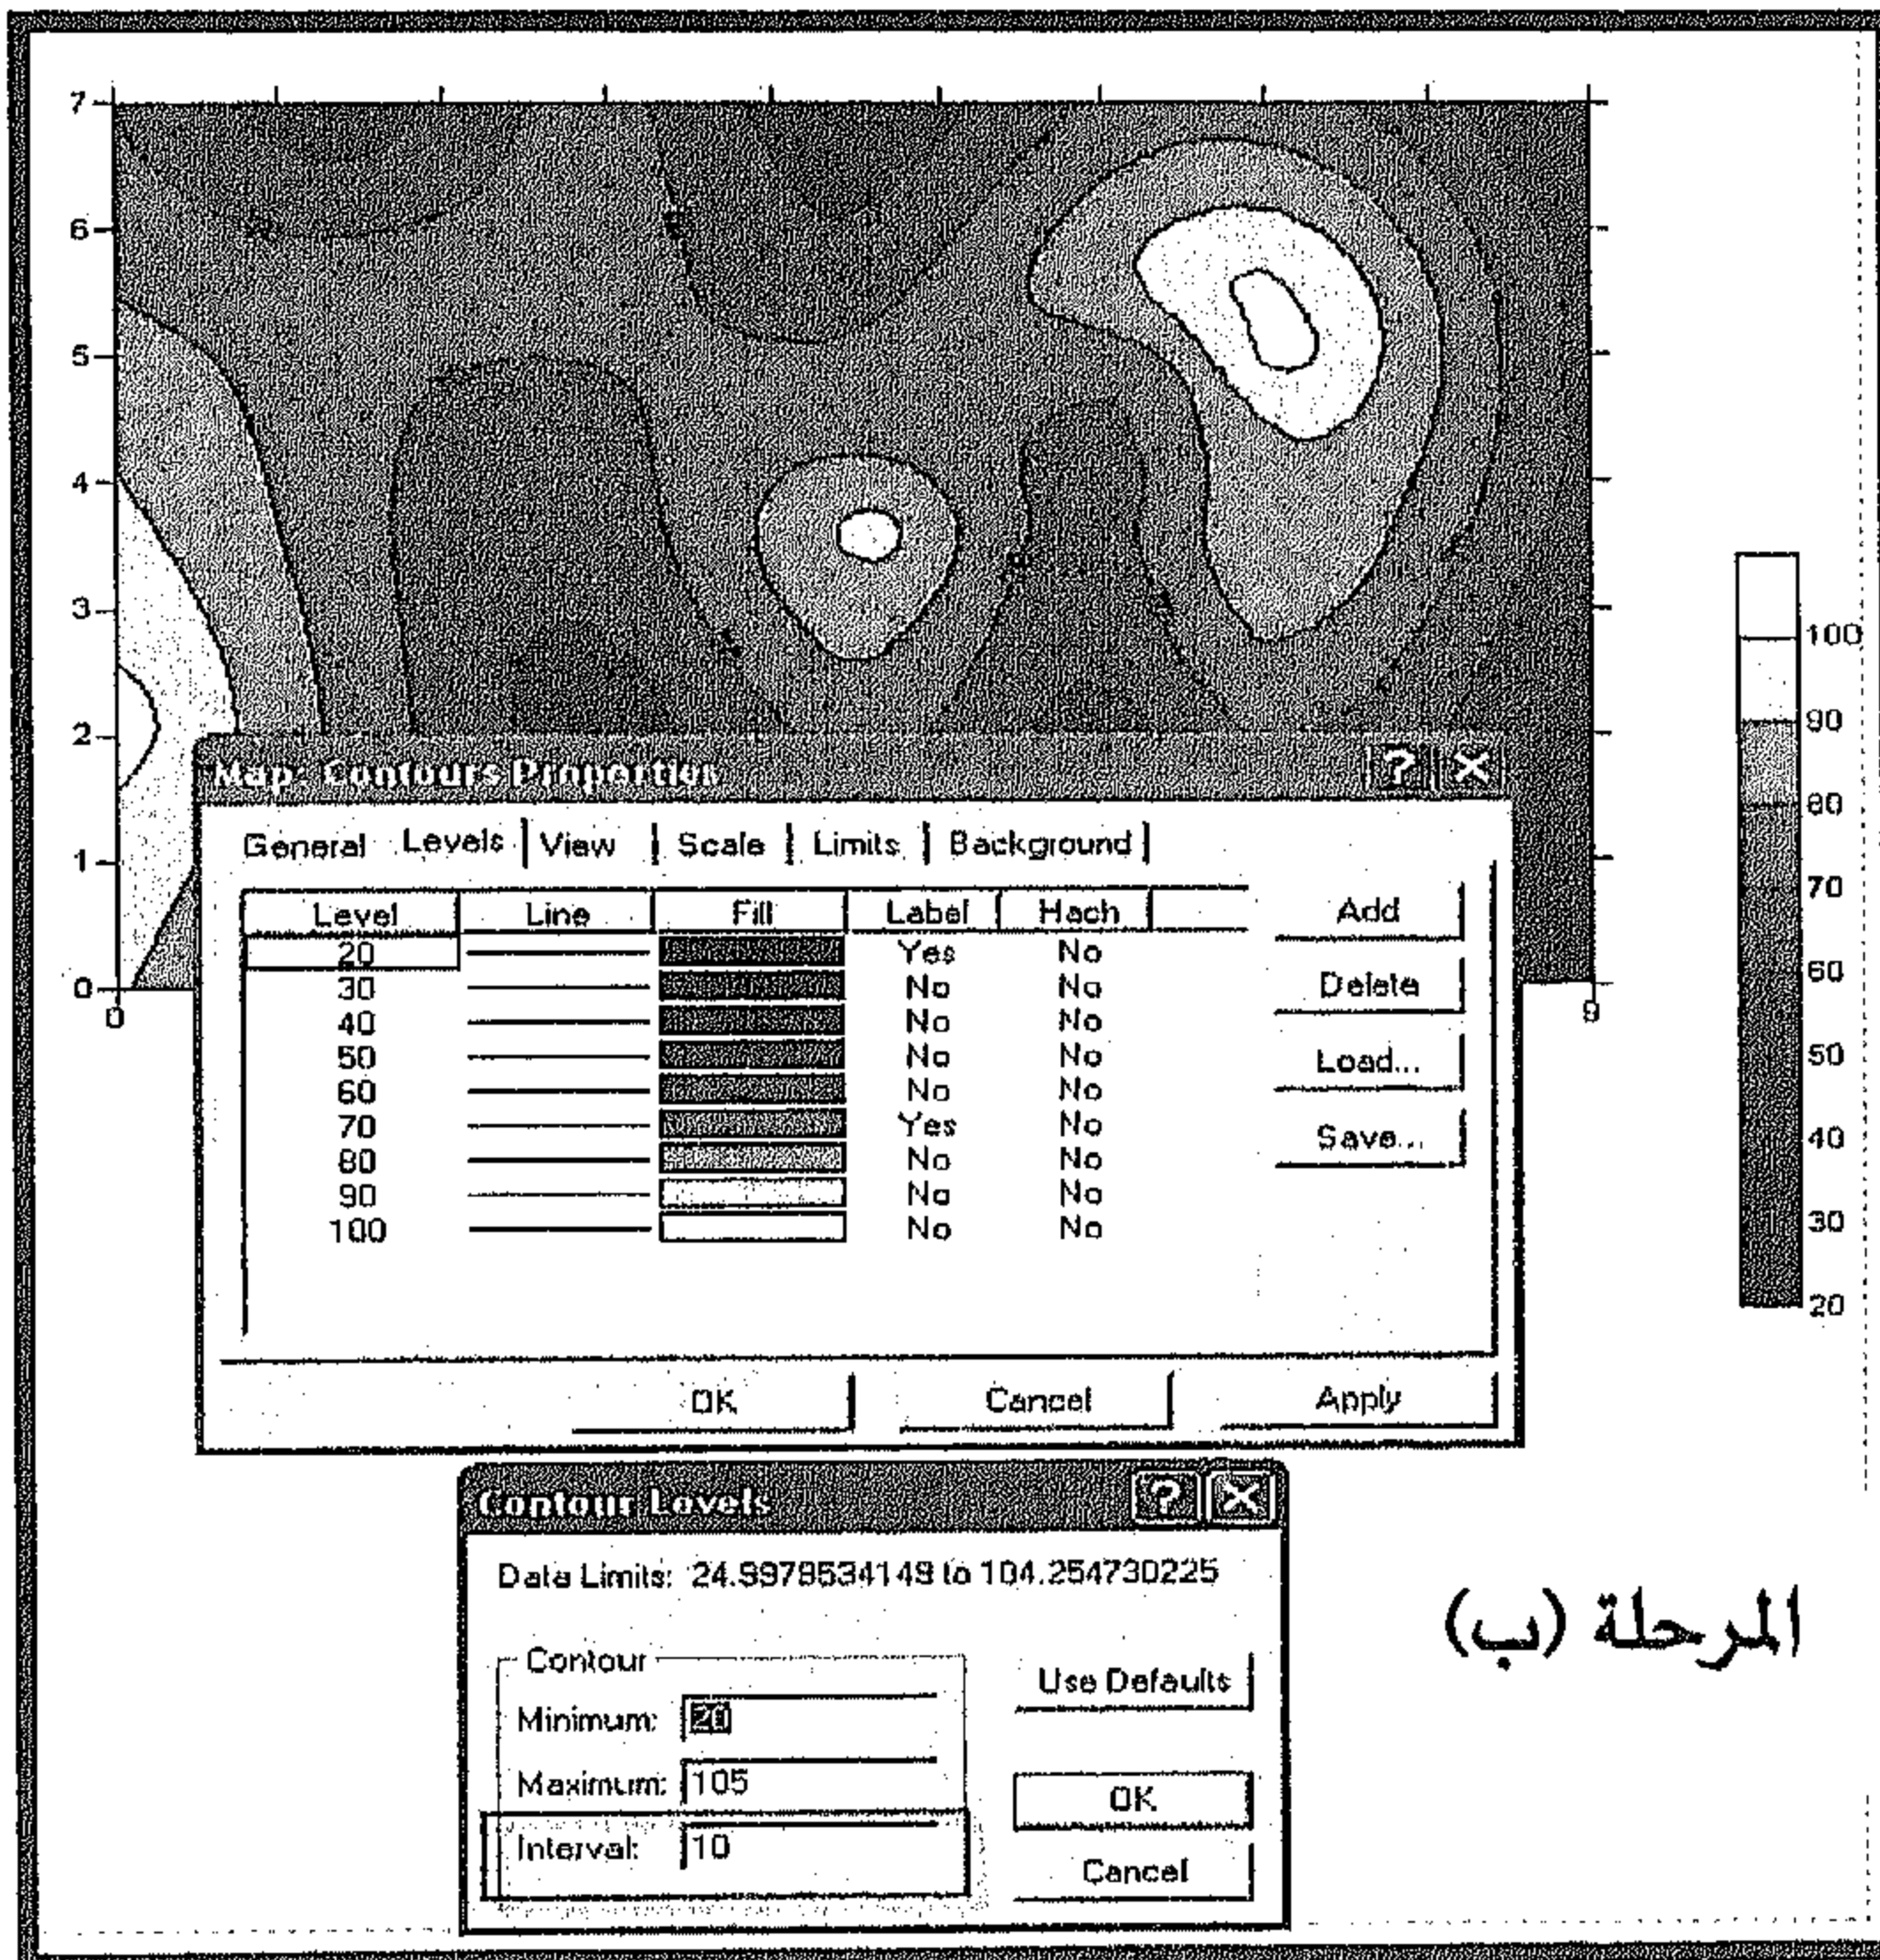 7
6
5
4
3
2
1
0
0
9
100
90
80
70
60
50
40
30
20
Map: Contours Properties
General Levels View Scale Limits Background
Level Line Fill Label Hach
20 Yes No
30 No No
40 No No
50 No No
60 No No
70 Yes No
80 No No
90 No No
100 No No
Add
Delete
Load...
Save...
OK Cancel Apply
Contour Levels
Data Limits: 24.9979534149 to 104.254730225
Contour
Minimum: 20
Maximum: 105
Interval: 10
Use Defaults
OK
Cancel
المرحلة (ب)